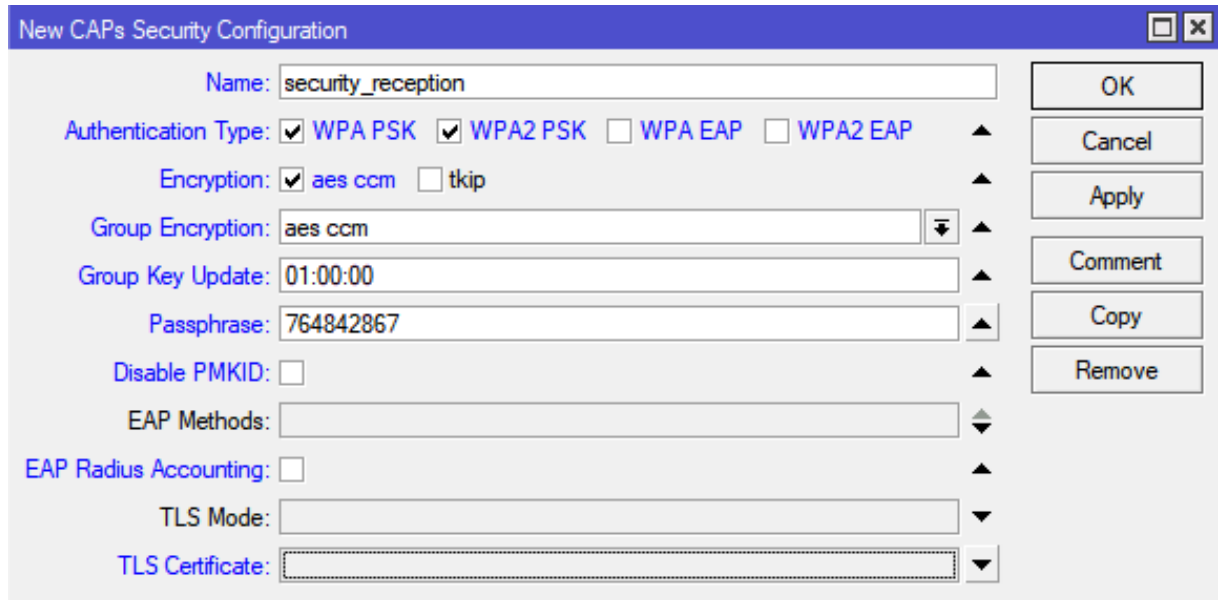 New CAPs Security Configuration
Name: security_reception
OK
Authentication Type: WPA PSK WPA2 PSK WPA EAP WPA2 EAP
Cancel
Encryption: aes ccm tkip
Apply
Group Encryption: aes ccm
Group Key Update: 01:00:00
Comment
Passphrase: 764842867
Copy
Disable PMKID:
Remove
EAP Methods:
EAP Radius Accounting:
TLS Mode:
TLS Certificate: